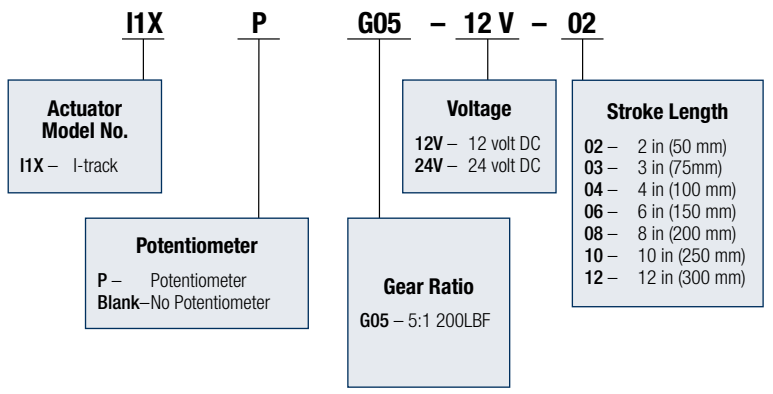 I1X P G05 – 12 V – 02
Actuator
Model No.
I1X – I-track
Potentiometer
P – Potentiometer
Blank–No Potentiometer
Gear Ratio
G05 – 5:1 200LBF
Voltage
12V – 12 volt DC
24V – 24 volt DC
Stroke Length
02 – 2 in (50 mm)
03 – 3 in (75mm)
04 – 4 in (100 mm)
06 – 6 in (150 mm)
08 – 8 in (200 mm)
10 – 10 in (250 mm)
12 – 12 in (300 mm)